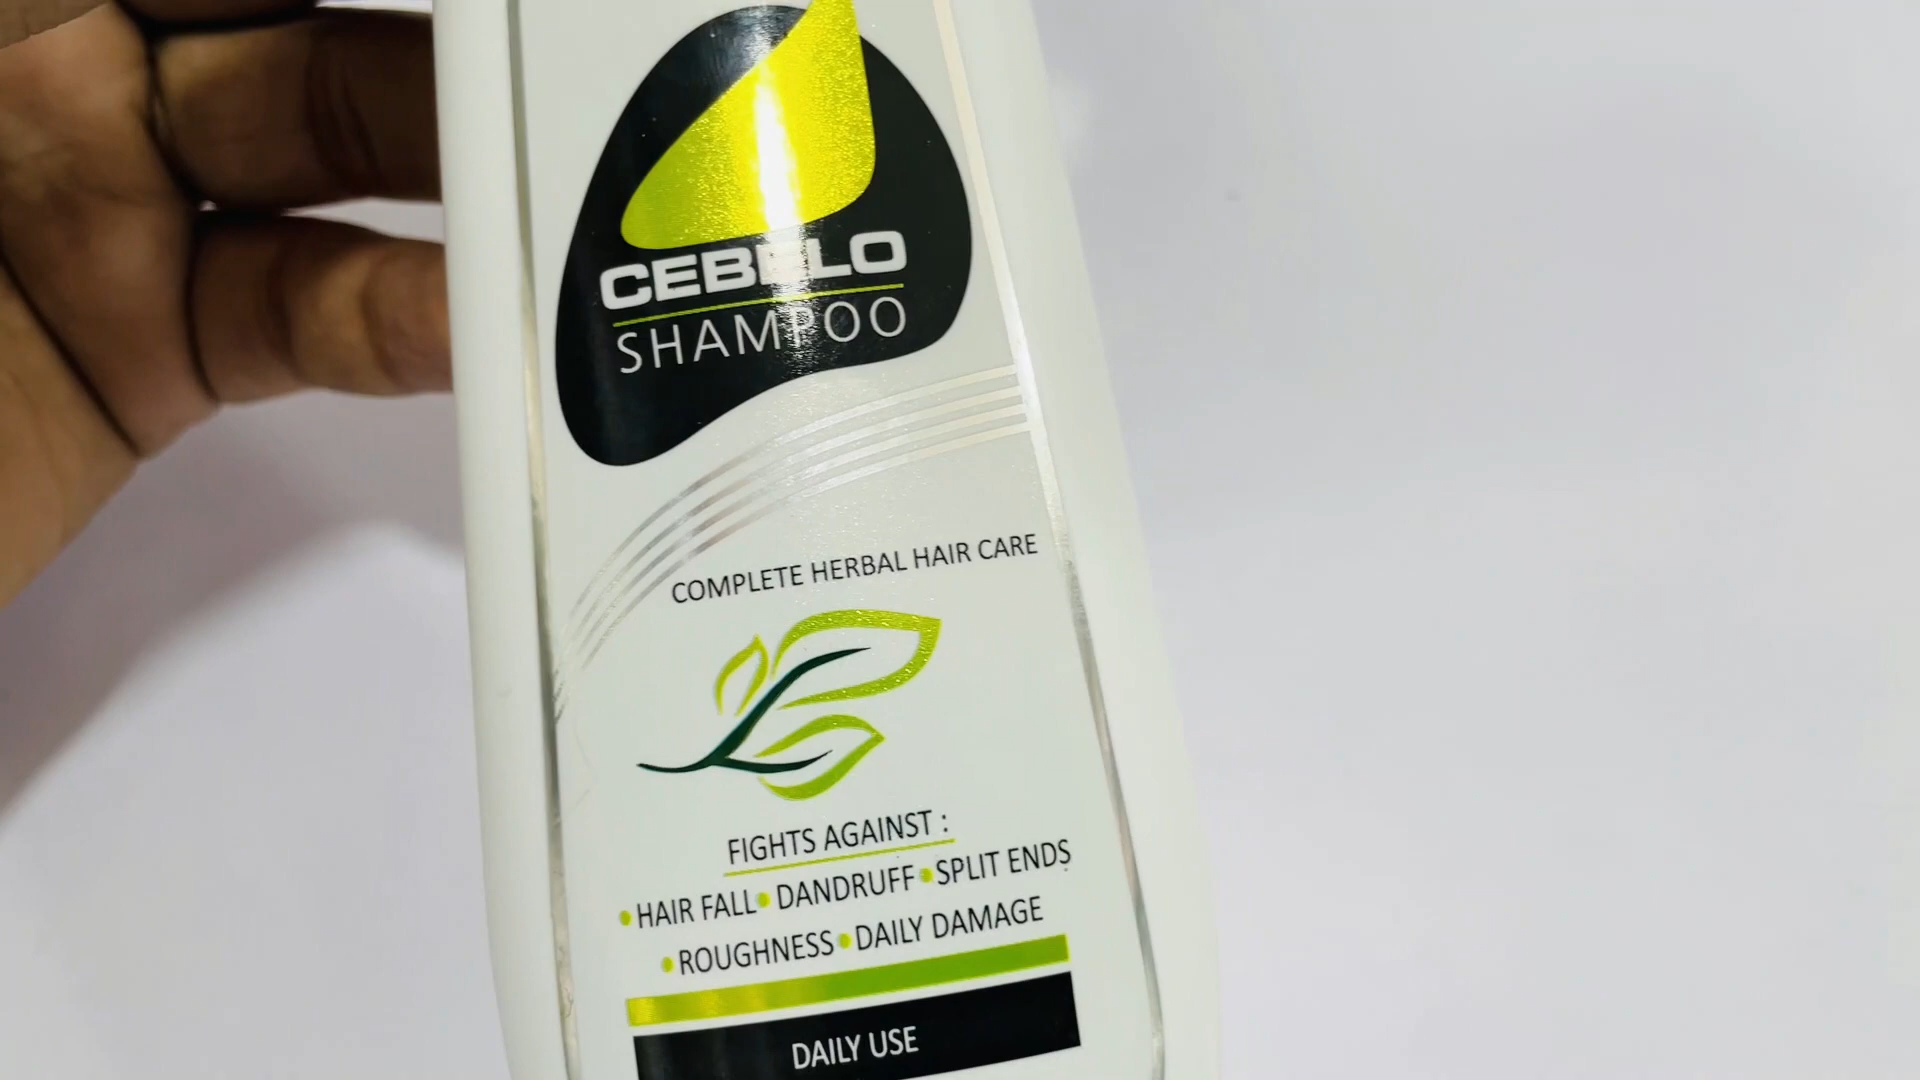 CEBELO
SHAMPOO
COMPLETE HERBAL HAIR CARE
FIGHTS AGAINST :
• HAIR FALL • DANDRUFF • SPLIT ENDS
• ROUGHNESS • DAILY DAMAGE
DAILY USE